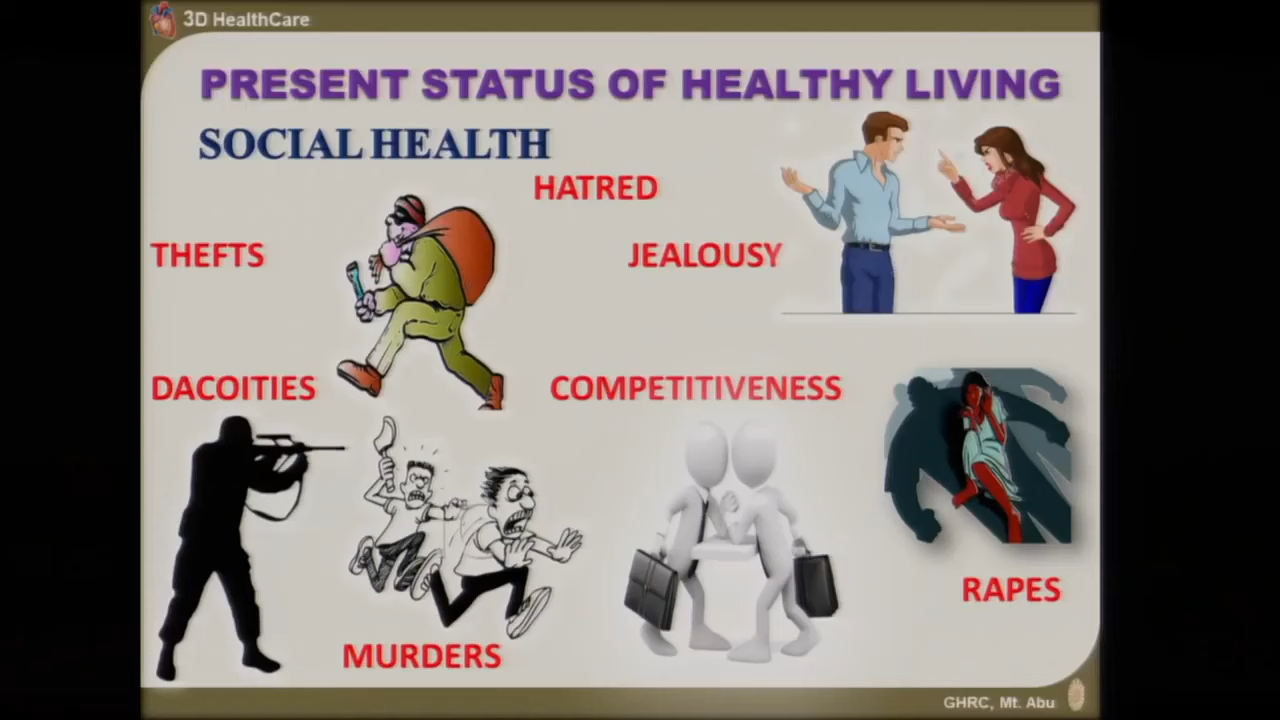 3D HealthCare
PRESENT STATUS OF HEALTHY LIVING
SOCIAL HEALTH
HATRED
THEFTS
JEALOUSY
DACOITIES
COMPETITIVENESS
RAPES
MURDERS
GHRC, Mt. Abu